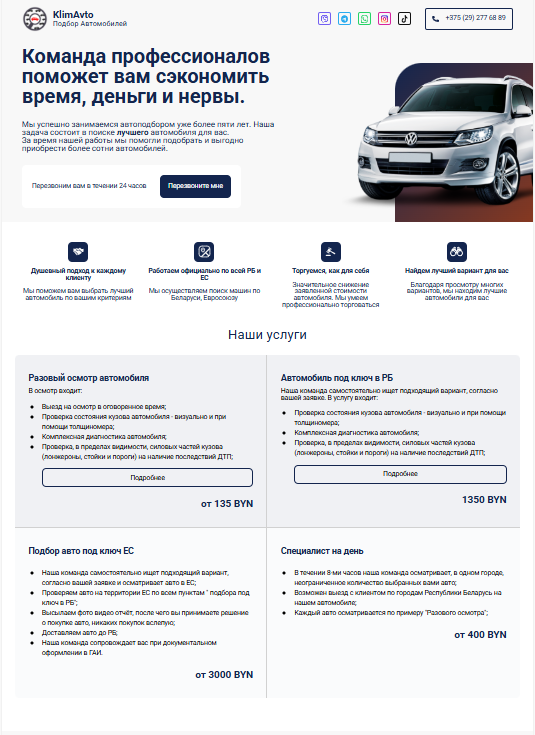 KlimAvto
Подбор Автомобилей
+375 (29) 277 68 89
Команда профессионалов
поможет вам сэкономить
время, деньги и нервы.
Мы успешно занимаемся автоподбором уже более пяти лет. Наша
задача состоит в поиске лучшего автомобиля для вас.
За время нашей работы мы помогли подобрать и выгодно
приобрести более сотни автомобилей.
Перезвоним вам в течении 24 часов
Перезвоните мне
Душевный подход к каждому
клиенту
Мы поможем вам выбрать лучший
автомобиль по вашим критериям
Работаем официально по всей РБ и
ЕС
Мы осуществляем поиск машин по
Беларуси, Евросоюзу
Торгуемся, как для себя
Значительное снижение
заявленной стоимости
автомобиля. Мы умеем
профессионально торговаться
Найдем лучший вариант для вас
Благодаря просмотру многих
вариантов, мы находим лучшие
автомобили для вас
Наши услуги
Разовый осмотр автомобиля
В осмотр входит:
Выезд на осмотр в оговоренное время;
Проверка состояния кузова автомобиля - визуально и при
помощи толщиномера;
Комплексная диагностика автомобиля;
Проверка, в пределах видимости, силовых частей кузова
(лонжероны, стойки и пороги) на наличие последствий ДТП;
Подробнее
от 135 BYN
Автомобиль под ключ в РБ
Наша команда самостоятельно ищет подходящий вариант, согласно
вашей заявке. В услугу входит:
Проверка состояния кузова автомобиля - визуально и при помощи
толщиномера;
Комплексная диагностика автомобиля;
Проверка, в пределах видимости, силовых частей кузова
(лонжероны, стойки и пороги) на наличие последствий ДТП;
Подробнее
1350 BYN
Подбор авто под ключ ЕС
Наша команда самостоятельно ищет подходящий вариант,
согласно вашей заявке и осматривает авто в ЕС;
Проверяем авто на территории ЕС по всем пунктам " подбора под
ключ в РБ";
Высылаем фото видео отчёт, после чего вы принимаете решение
о покупке авто, никаких покупок вслепую;
Доставляем авто до РБ;
Наша команда сопровождает вас при документальном
оформлении в ГАИ.
от 3000 BYN
Специалист на день
В течении 8-ми часов наша команда осматривает, в одном городе,
неограниченное количество выбранных вами авто;
Возможен выезд с клиентом по городам Республики Беларусь на
нашем автомобиле;
Каждый авто осматривается по примеру "Разового осмотра";
от 400 BYN